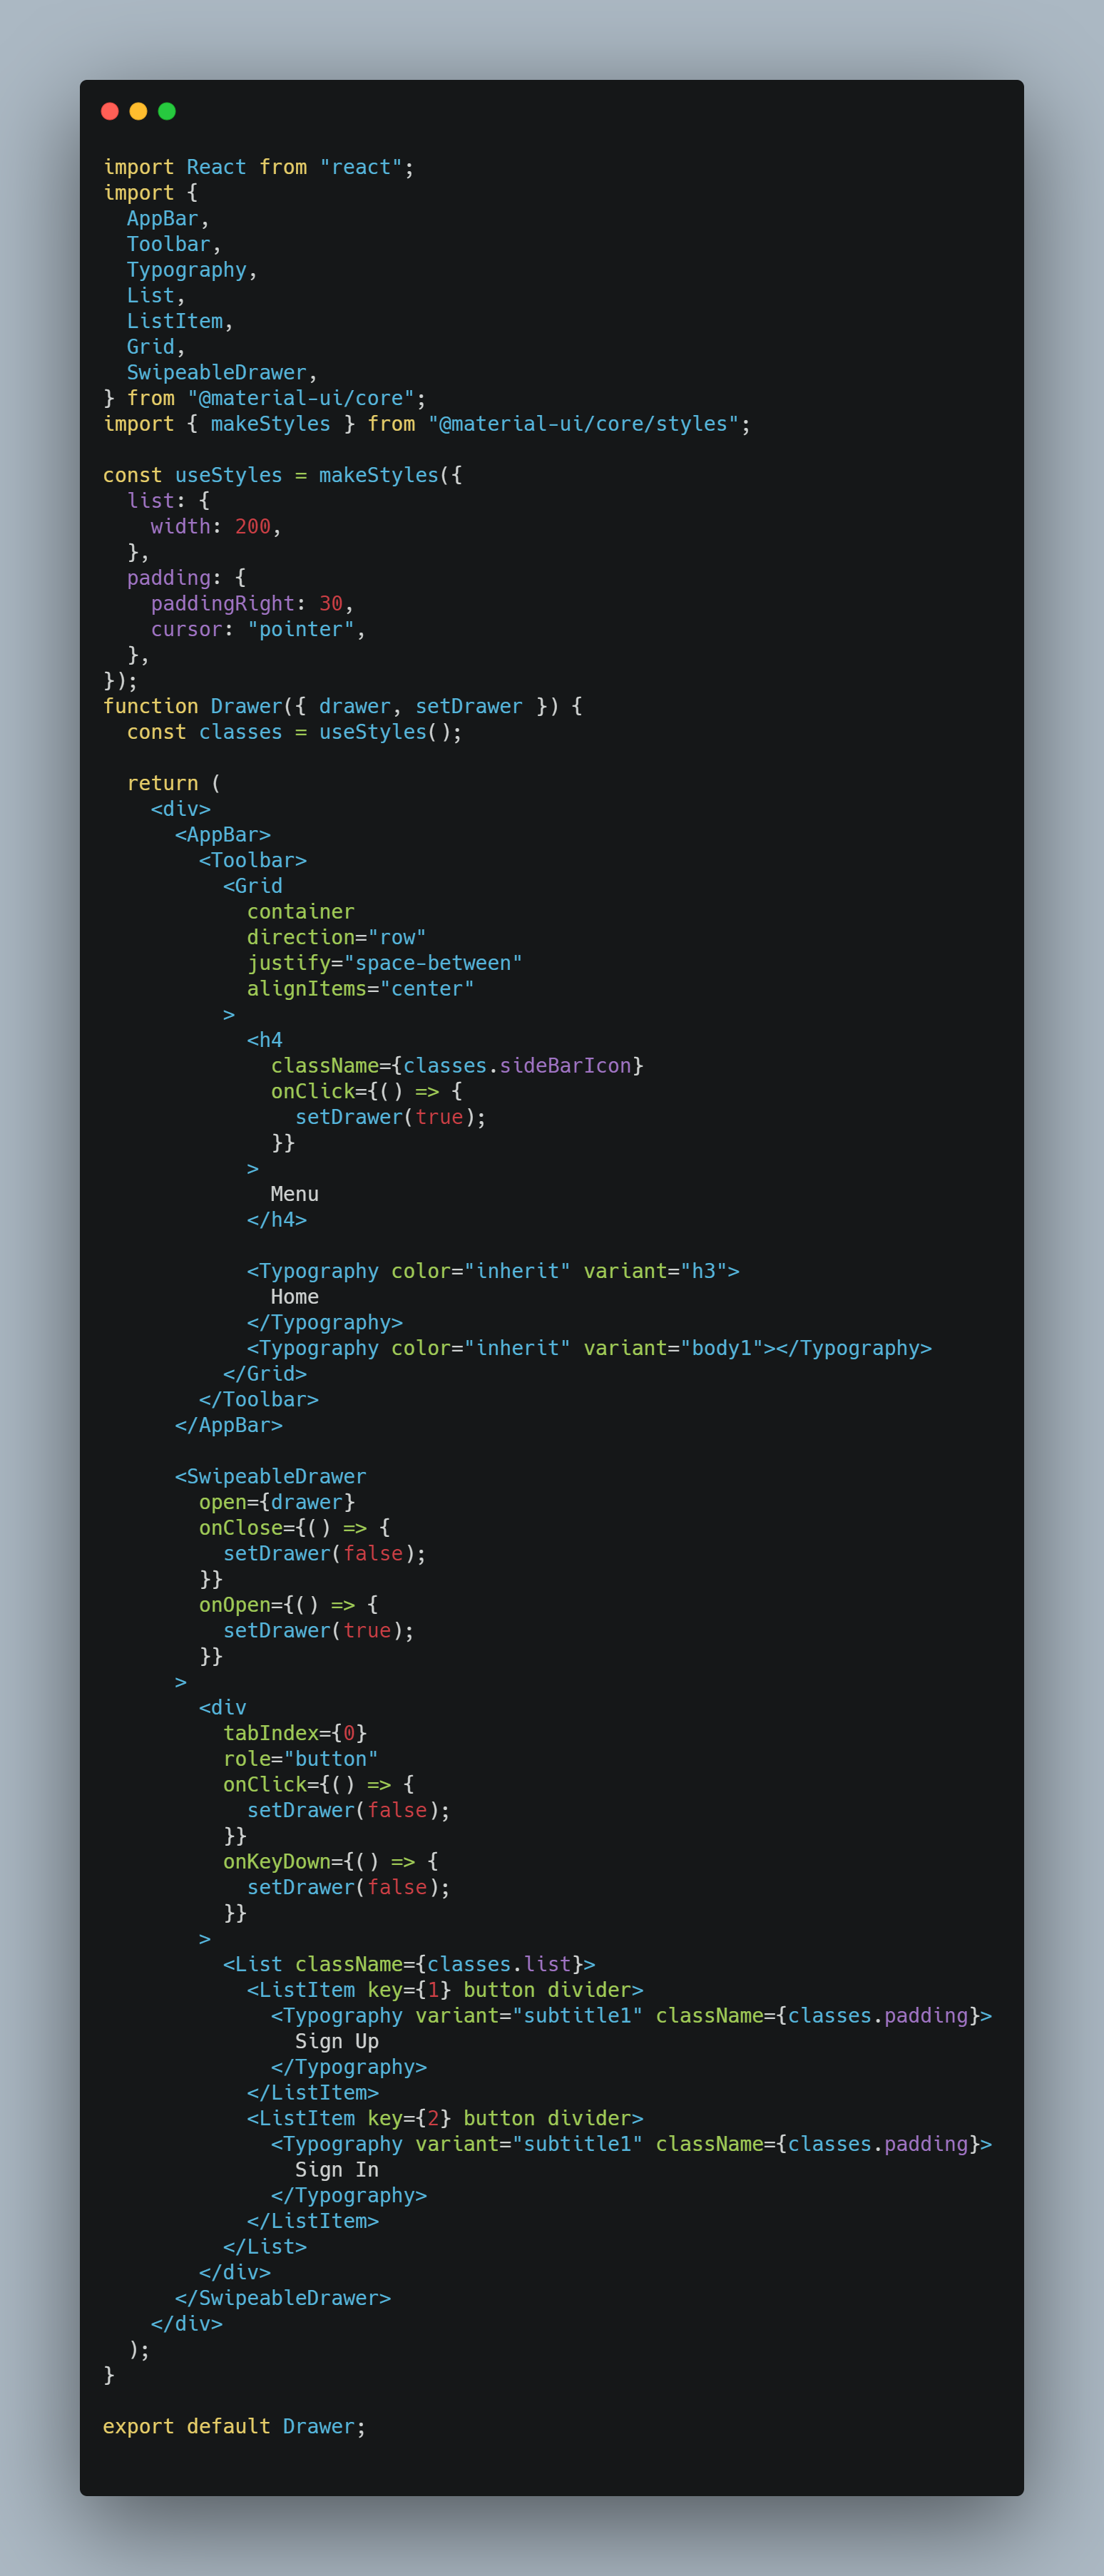 import React from "react";
import {
  AppBar,
  Toolbar,
  Typography,
  List,
  ListItem,
  Grid,
  SwipeableDrawer,
} from "@material-ui/core";
import { makeStyles } from "@material-ui/core/styles";

const useStyles = makeStyles({
  list: {
    width: 200,
  },
  padding: {
    paddingRight: 30,
    cursor: "pointer",
  },
});
function Drawer({ drawer, setDrawer }) {
  const classes = useStyles();

  return (
    <div>
      <AppBar>
        <Toolbar>
          <Grid
            container
            direction="row"
            justify="space-between"
            alignItems="center"
          >
            <h4
              className={classes.sideBarIcon}
              onClick={() => {
                setDrawer(true);
              }}
            >
              Menu
            </h4>

            <Typography color="inherit" variant="h3">
              Home
            </Typography>
            <Typography color="inherit" variant="body1"></Typography>
          </Grid>
        </Toolbar>
      </AppBar>

      <SwipeableDrawer
        open={drawer}
        onClose={() => {
          setDrawer(false);
        }}
        onOpen={() => {
          setDrawer(true);
        }}
      >
        <div
          tabIndex={0}
          role="button"
          onClick={() => {
            setDrawer(false);
          }}
          onKeyDown={() => {
            setDrawer(false);
          }}
        >
          <List className={classes.list}>
            <ListItem key={1} button divider>
              <Typography variant="subtitle1" className={classes.padding}>
                Sign Up
              </Typography>
            </ListItem>
            <ListItem key={2} button divider>
              <Typography variant="subtitle1" className={classes.padding}>
                Sign In
              </Typography>
            </ListItem>
          </List>
        </div>
      </SwipeableDrawer>
    </div>
  );
}

export default Drawer;